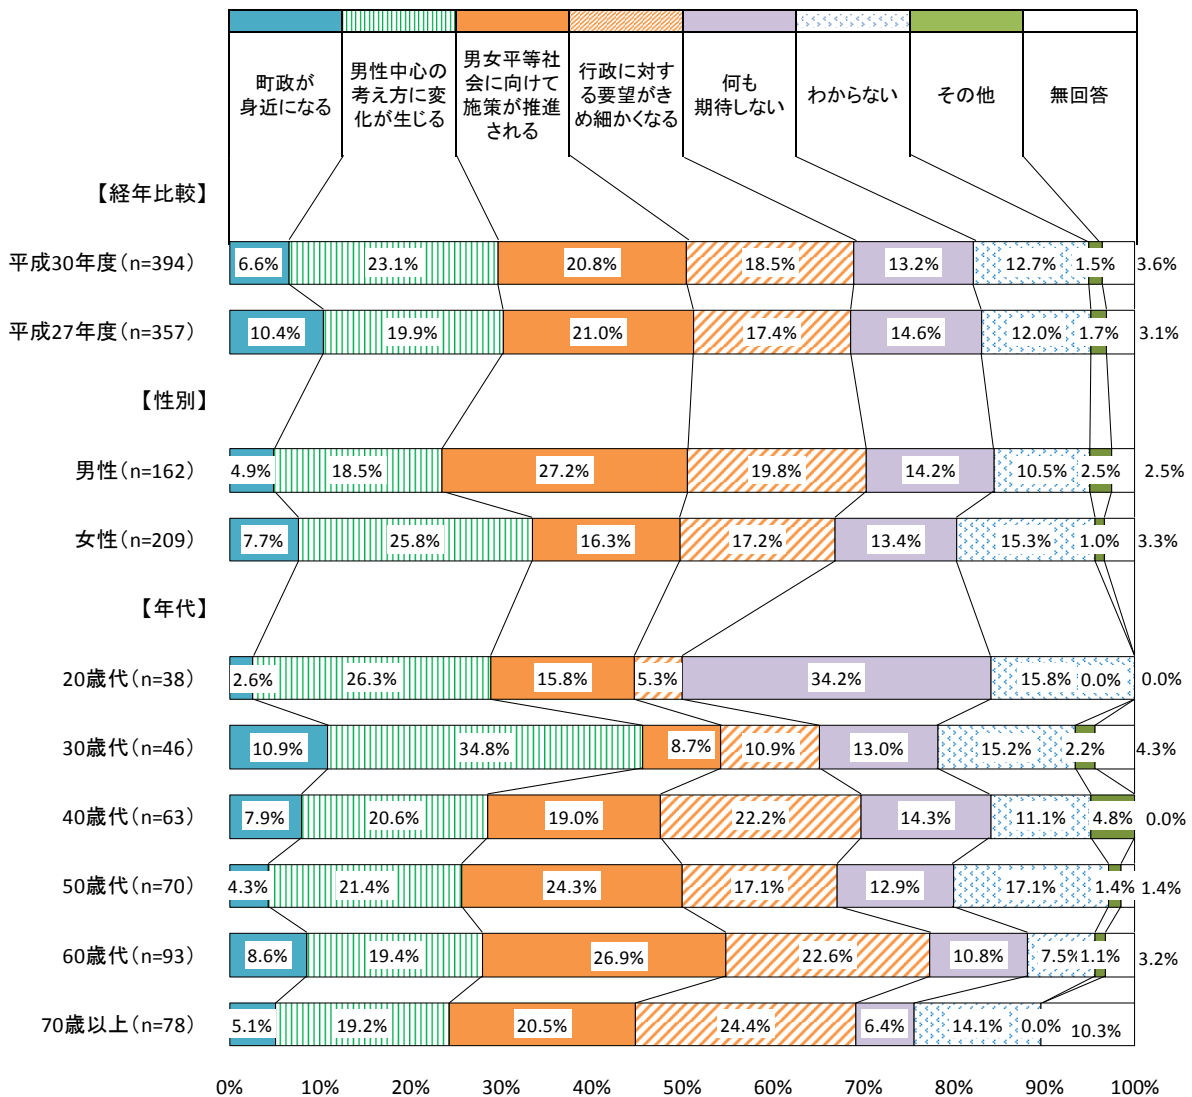 町政が
身近になる
男性中心の
考え方に変
化が生じる
男女平等社
会に向けて
施策が推進
される
行政に対す
る要望がき
め細かくなる
何も
期待しない
わからない
その他
無回答
【経年比較】
平成30年度(n=394) 6.6% 23.1% 20.8% 18.5% 13.2% 12.7% 1.5% 3.6%
平成27年度(n=357) 10.4% 19.9% 21.0% 17.4% 14.6% 12.0% 1.7% 3.1%
【性別】
男性(n=162) 4.9% 18.5% 27.2% 19.8% 14.2% 10.5% 2.5% 2.5%
女性(n=209) 7.7% 25.8% 16.3% 17.2% 13.4% 15.3% 1.0% 3.3%
【年代】
20歳代(n=38) 2.6% 26.3% 15.8% 5.3% 34.2% 15.8% 0.0% 0.0%
30歳代(n=46) 10.9% 34.8% 8.7% 10.9% 13.0% 15.2% 2.2% 4.3%
40歳代(n=63) 7.9% 20.6% 19.0% 22.2% 14.3% 11.1% 4.8% 0.0%
50歳代(n=70) 4.3% 21.4% 24.3% 17.1% 12.9% 17.1% 1.4% 1.4%
60歳代(n=93) 8.6% 19.4% 26.9% 22.6% 10.8% 7.5% 1.1% 3.2%
70歳以上(n=78) 5.1% 19.2% 20.5% 24.4% 6.4% 14.1% 0.0% 10.3%
0% 10% 20% 30% 40% 50% 60% 70% 80% 90% 100%